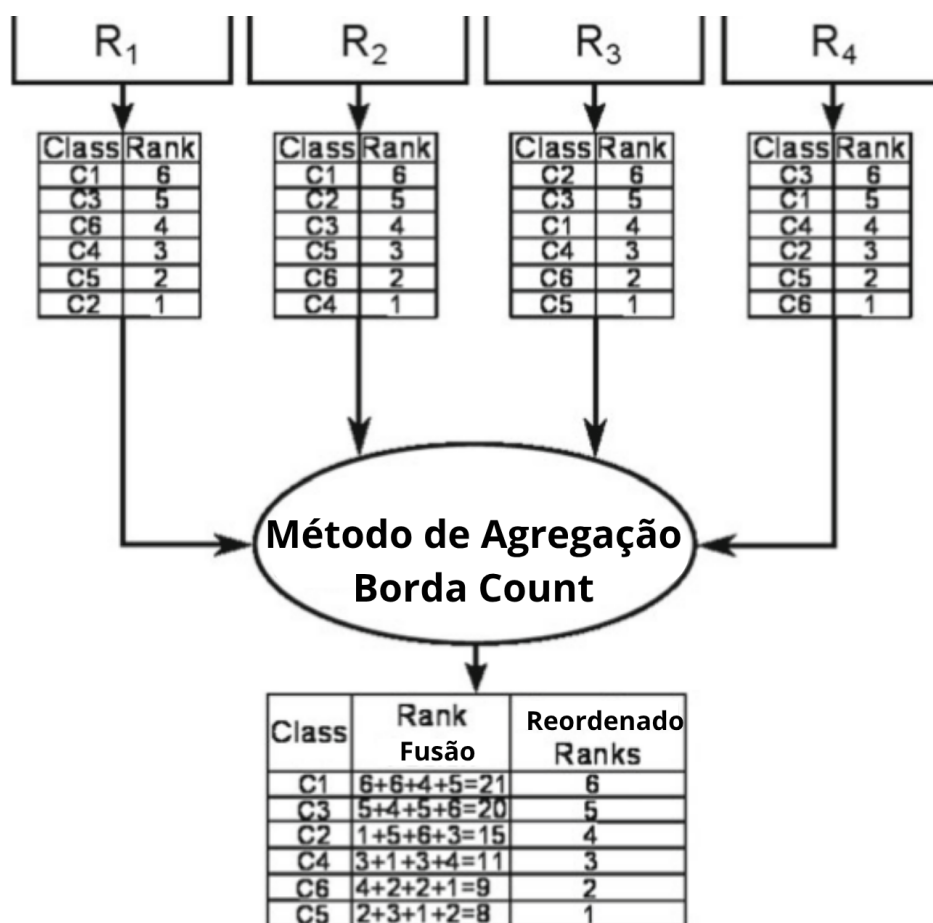 R1 R2 R3 R4
Class Rank Class Rank Class Rank Class Rank
C1 6 C1 6 C2 6 C3 6
C3 5 C2 5 C3 5 C1 5
C6 4 C3 4 C1 4 C4 4
C4 3 C5 3 C4 3 C2 3
C5 2 C6 2 C6 2 C5 2
C2 1 C4 1 C5 1 C6 1
Método de Agregação
Borda Count
Class Rank Fusão Reordenado Ranks
C1 6+6+4+5=21 6
C3 5+4+5+6=20 5
C2 1+5+6+3=15 4
C4 3+1+3+4=11 3
C6 4+2+2+1=9 2
C5 2+3+1+2=8 1